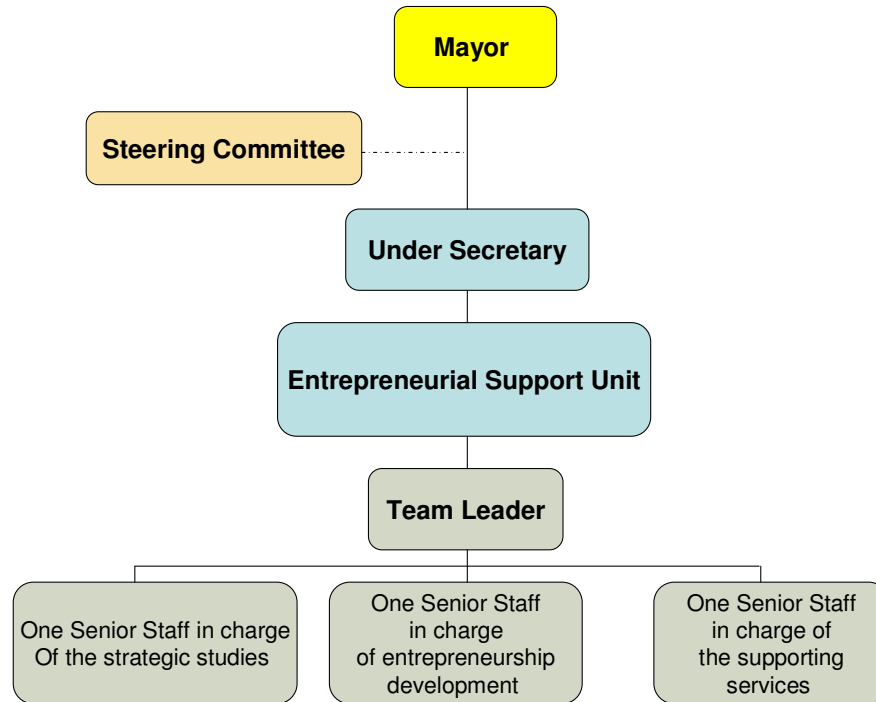 Mayor
Steering Committee
Under Secretary
Entrepreneurial Support Unit
Team Leader
One Senior Staff in charge
Of the strategic studies
One Senior Staff
in charge
of entrepreneurship
development
One Senior Staff
in charge of
the supporting
services